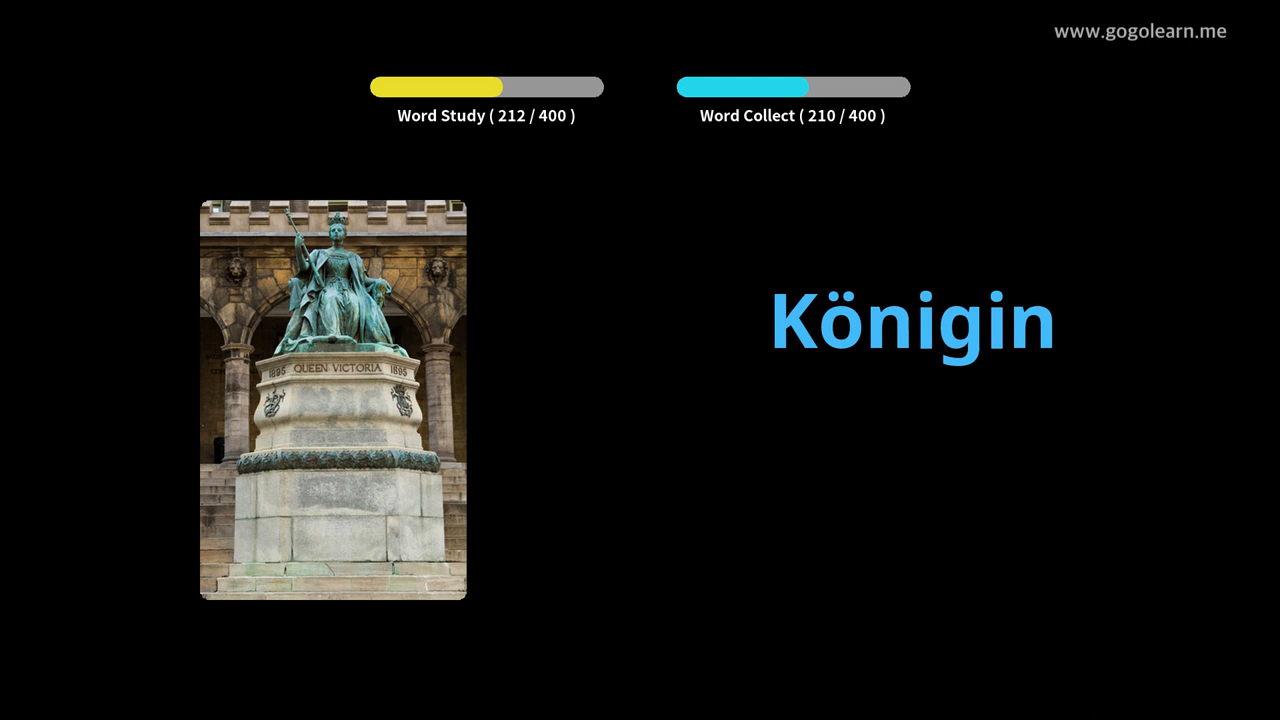 www.gogolearn.me
Word Study ( 212 / 400 )
Word Collect ( 210 / 400 )
Königin
1895 QUEEN VICTORIA 1895